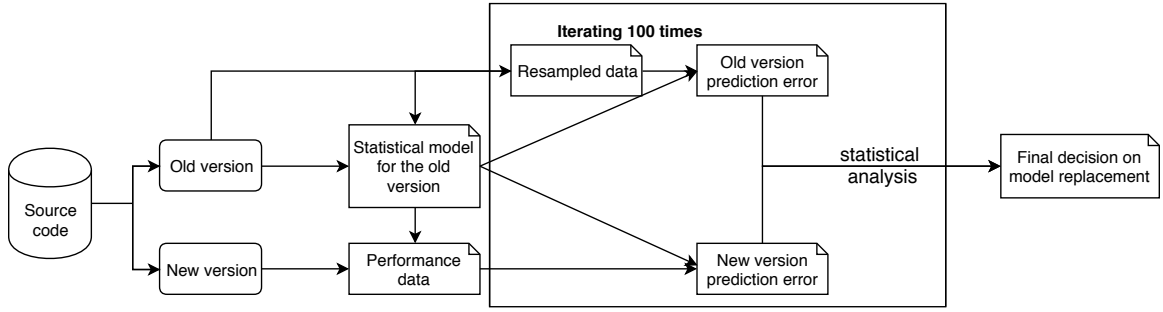 Iterating 100 times
Resampled data
Old version
prediction error
Source
code
Old version
Statistical model
for the old
version
statistical
analysis
Final decision on
model replacement
New version
Performance
data
New version
prediction error